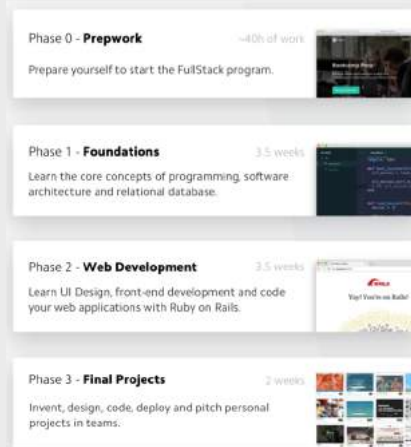 Phase 0 - Prepwork
~40h of work
Prepare yourself to start the FullStack program.
Phase 1 - Foundations
3.5 weeks
Learn the core concepts of programming, software
architecture and relational database.
Phase 2 - Web Development
3.5 weeks
Learn UI Design, front-end development and code
your web applications with Ruby on Rails.
Yay! You're on Rails!
Phase 3 - Final Projects
2 weeks
Invent, design, code, deploy and pitch personal
projects in teams.